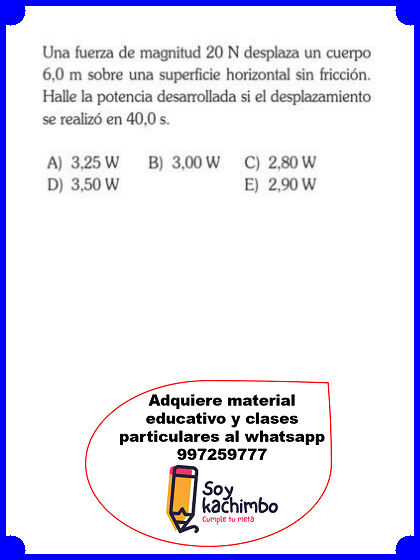 Una fuerza de magnitud 20 N desplaza un cuerpo
6,0 m sobre una superficie horizontal sin fricción.
Halle la potencia desarrollada si el desplazamiento
se realizó en 40,0 s.
A) 3,25 W B) 3,00 W C) 2,80 W
D) 3,50 W E) 2,90 W
Adquiere material
educativo y clases
particulares al whatsapp
997259777
Soy
kachimbo
Cumple tu meta